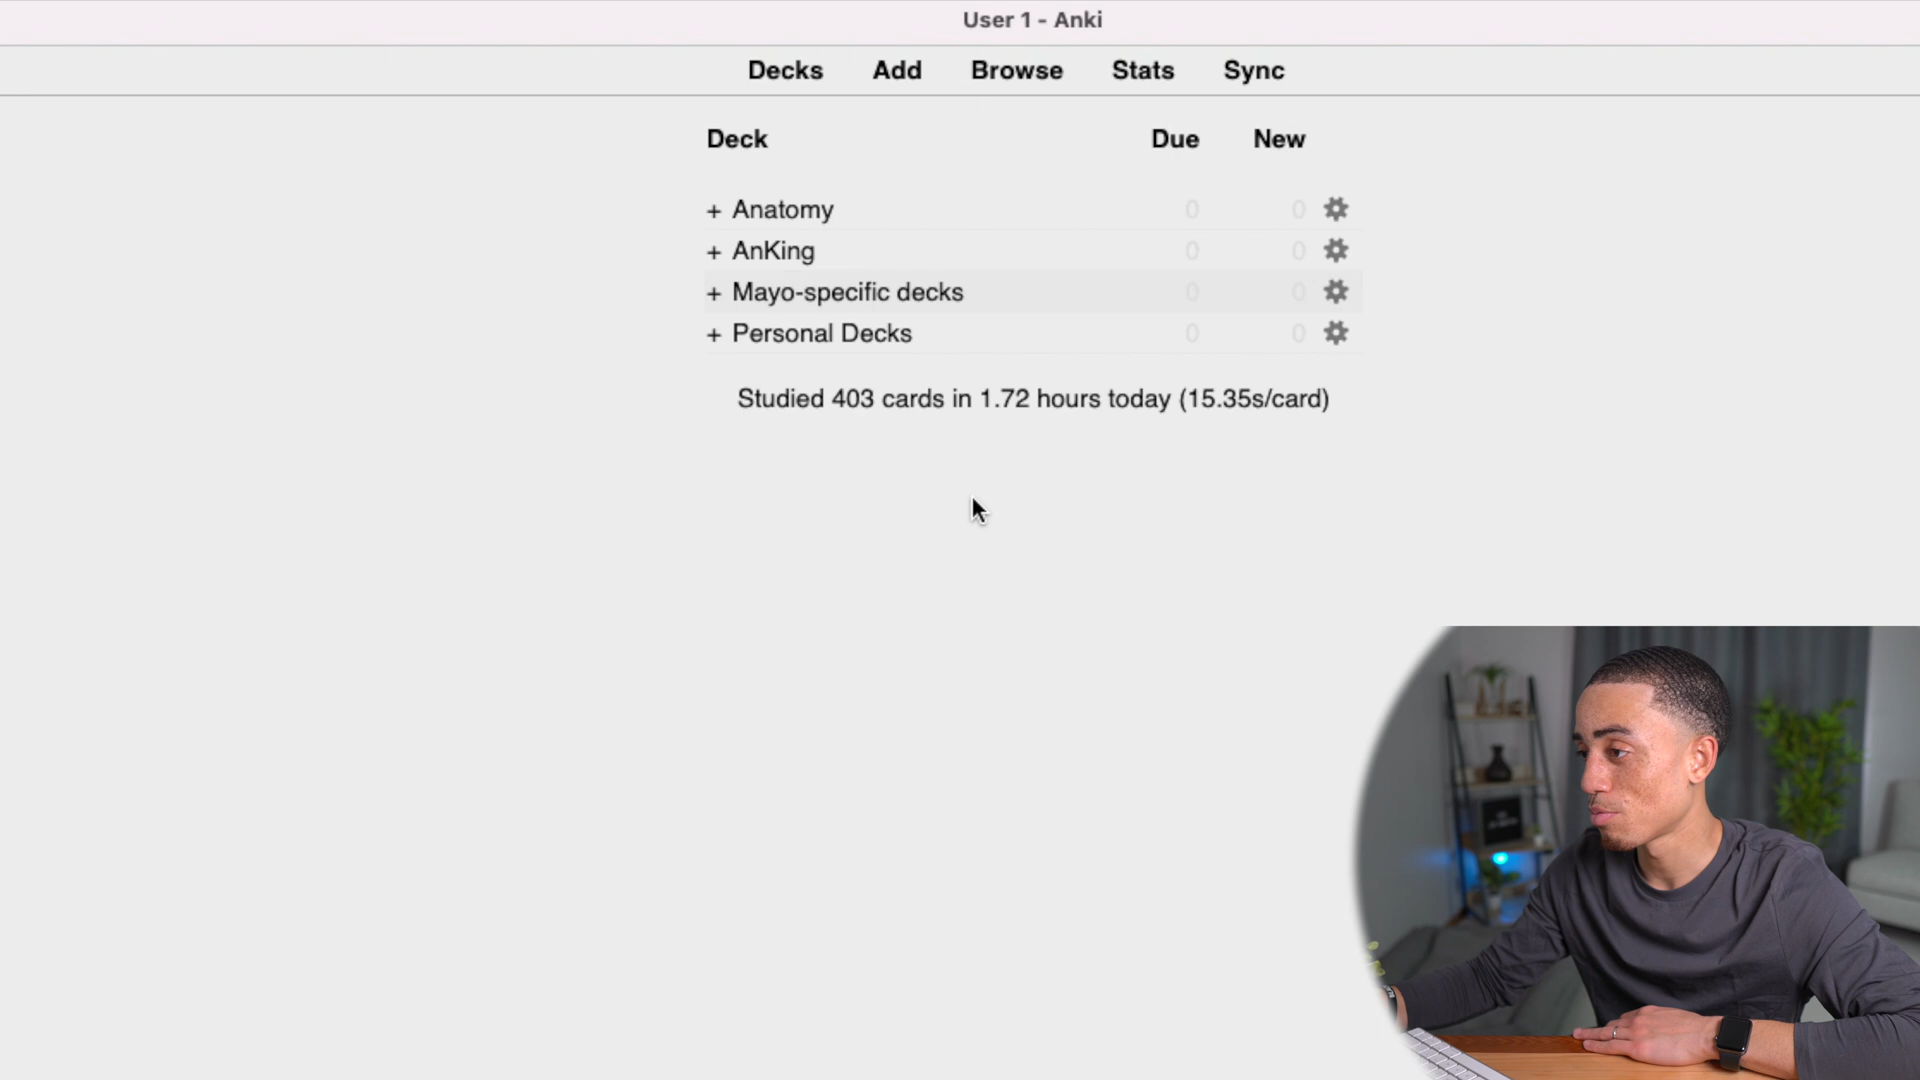 User 1 - Anki
Decks Add Browse Stats Sync
Deck Due New
+ Anatomy 0 0
+ AnKing 0 0
+ Mayo-specific decks 0 0
+ Personal Decks 0 0
Studied 403 cards in 1.72 hours today (15.35s/card)